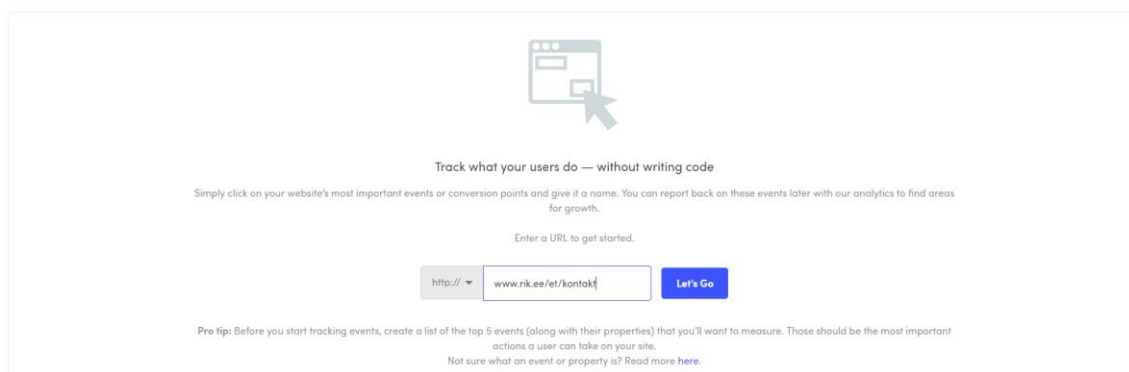 Track what your users do — without writing code
Simply click on your website's most important events or conversion points and give it a name. You can report back on these events later with our analytics to find areas
for growth.
Enter a URL to get started.
http:// www.rik.ee/et/kontakt Let's Go
Pro tip: Before you start tracking events, create a list of the top 5 events (along with their properties) that you'll want to measure. Those should be the most important
actions a user can take on your site.
Not sure what an event or property is? Read more here.